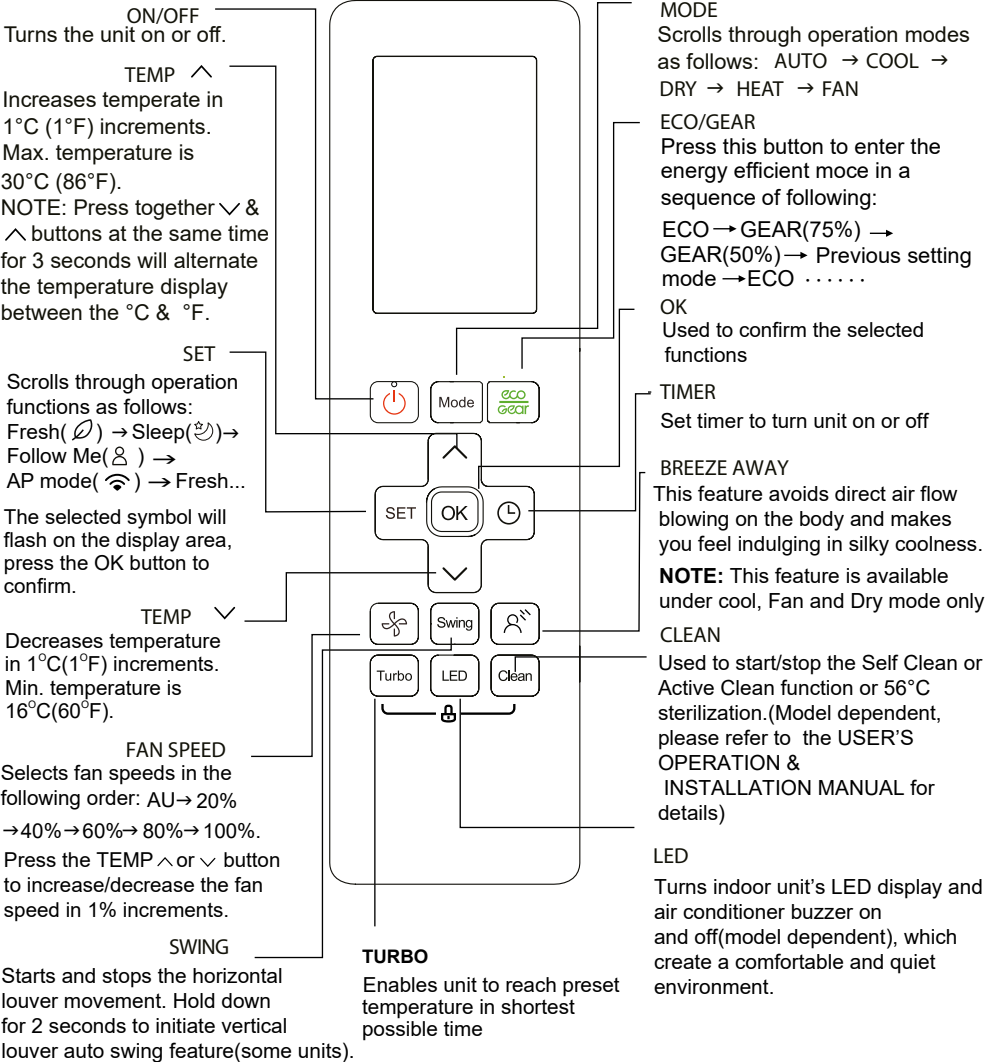 ON/OFF
Turns the unit on or off.
TEMP ︿
Increases temperate in
1°C (1°F) increments.
Max. temperature is
30°C (86°F).
NOTE: Press together ﹀ &
︿ buttons at the same time
for 3 seconds will alternate
the temperature display
between the °C & °F.
SET
Scrolls through operation
functions as follows:
Fresh( ) → Sleep( ) →
Follow Me( ) →
AP mode( ) → Fresh...
The selected symbol will
flash on the display area,
press the OK button to
confirm.
TEMP ﹀
Decreases temperature
in 1°C(1°F) increments.
Min. temperature is
16°C(60°F).
FAN SPEED
Selects fan speeds in the
following order: AU→ 20%
→40%→60%→ 80%→100%.
Press the TEMP ︿ or ﹀ button
to increase/decrease the fan
speed in 1% increments.
SWING
Starts and stops the horizontal
louver movement. Hold down
for 2 seconds to initiate vertical
louver auto swing feature(some units).
Mode
eco
Gear
SET
OK
Swing
Turbo
LED
Clean
TURBO
Enables unit to reach preset
temperature in shortest
possible time
MODE
Scrolls through operation modes
as follows: AUTO → COOL →
DRY → HEAT → FAN
ECO/GEAR
Press this button to enter the
energy efficient moce in a
sequence of following:
ECO → GEAR(75%) →
GEAR(50%) → Previous setting
mode → ECO ······
OK
Used to confirm the selected
functions
TIMER
Set timer to turn unit on or off
BREEZE AWAY
This feature avoids direct air flow
blowing on the body and makes
you feel indulging in silky coolness.
NOTE: This feature is available
under cool, Fan and Dry mode only
CLEAN
Used to start/stop the Self Clean or
Active Clean function or 56°C
sterilization.(Model dependent,
please refer to the USER'S
OPERATION &
INSTALLATION MANUAL for
details)
LED
Turns indoor unit's LED display and
air conditioner buzzer on
and off(model dependent), which
create a comfortable and quiet
environment.